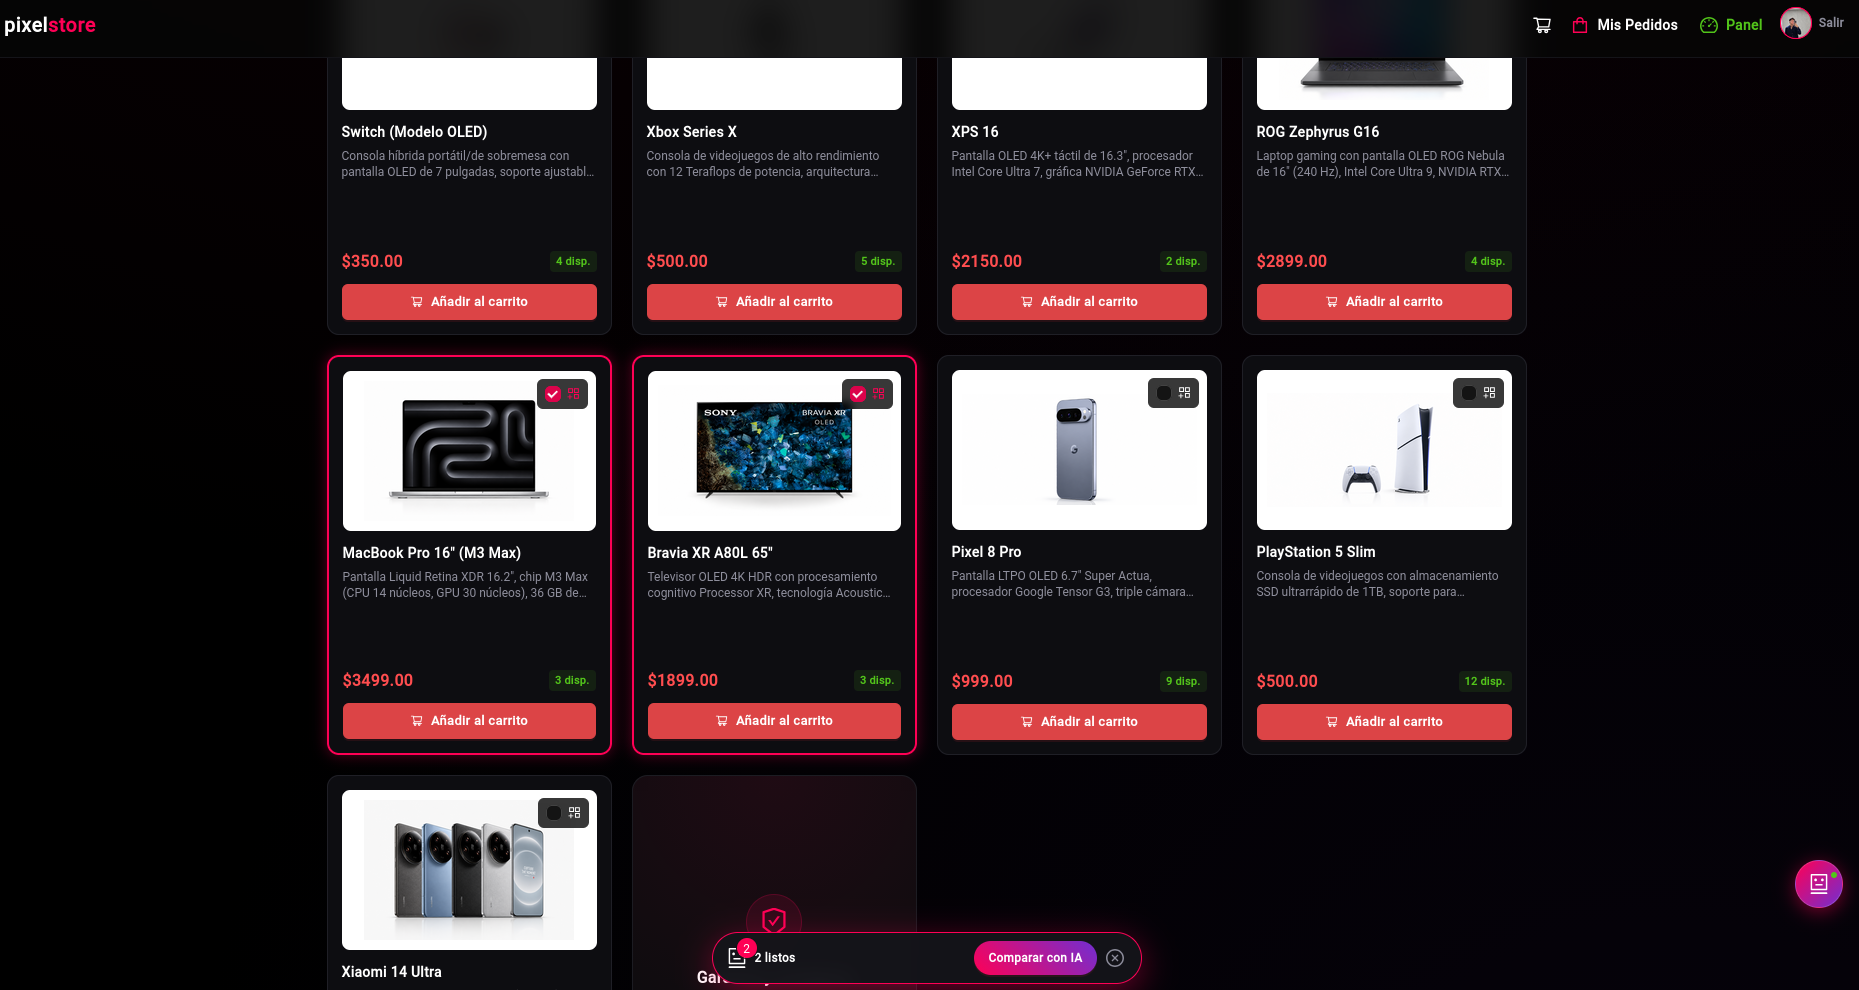 pixelstore
Mis Pedidos
Panel
Salir
Switch (Modelo OLED)
Consola híbrida portátil/de sobremesa con
pantalla OLED de 7 pulgadas, soporte ajustabl...
$350.00
4 disp.
Añadir al carrito
Xbox Series X
Consola de videojuegos de alto rendimiento
con 12 Teraflops de potencia, arquitectura...
$500.00
5 disp.
Añadir al carrito
XPS 16
Pantalla OLED 4K+ táctil de 16.3", procesador
Intel Core Ultra 7, gráfica NVIDIA GeForce RTX...
$2150.00
2 disp.
Añadir al carrito
ROG Zephyrus G16
Laptop gaming con pantalla OLED ROG Nebula
de 16" (240 Hz), Intel Core Ultra 9, NVIDIA RTX...
$2899.00
4 disp.
Añadir al carrito
MacBook Pro 16" (M3 Max)
Pantalla Liquid Retina XDR 16.2", chip M3 Max
(CPU 14 núcleos, GPU 30 núcleos), 36 GB de...
$3499.00
3 disp.
Añadir al carrito
SONY
BRAVIA XR
OLED
Bravia XR A80L 65"
Televisor OLED 4K HDR con procesamiento
cognitivo Processor XR, tecnología Acoustic...
$1899.00
3 disp.
Añadir al carrito
Pixel 8 Pro
Pantalla LTPO OLED 6.7" Super Actua,
procesador Google Tensor G3, triple cámara...
$999.00
9 disp.
Añadir al carrito
PlayStation 5 Slim
Consola de videojuegos con almacenamiento
SSD ultrarrápido de 1TB, soporte para...
$500.00
12 disp.
Añadir al carrito
Xiaomi 14 Ultra
2
2 listos
Comparar con IA